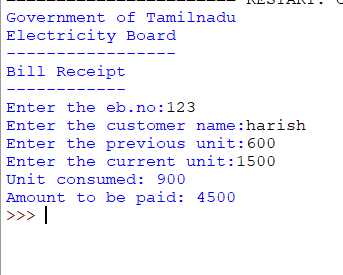 RESTART: 
Government of Tamilnadu
Electricity Board
-----------------
Bill Receipt
------------
Enter the eb.no:123
Enter the customer name:harish
Enter the previous unit:600
Enter the current unit:1500
Unit consumed: 900
Amount to be paid: 4500
>>>